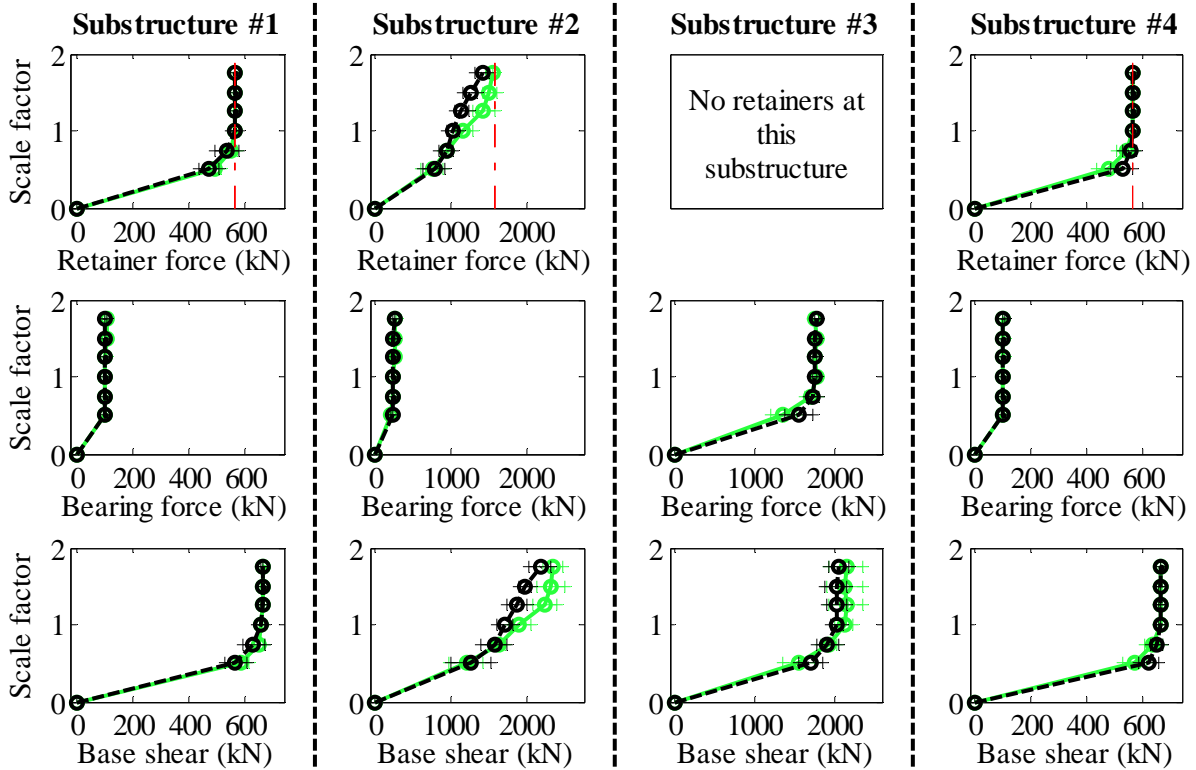 Substructure #1 Substructure #2 Substructure #3 Substructure #4
Scale factor
2
1
0
0 200 400 600
Retainer force (kN)
2
1
0
0 1000 2000
Retainer force (kN)
No retainers at
this
substructure
2
1
0
0 200 400 600
Retainer force (kN)
Scale factor
2
1
0
0 200 400 600
Bearing force (kN)
2
1
0
0 1000 2000
Bearing force (kN)
2
1
0
0 1000 2000
Bearing force (kN)
2
1
0
0 200 400 600
Bearing force (kN)
Scale factor
2
1
0
0 200 400 600
Base shear (kN)
2
1
0
0 1000 2000
Base shear (kN)
2
1
0
0 1000 2000
Base shear (kN)
2
1
0
0 200 400 600
Base shear (kN)